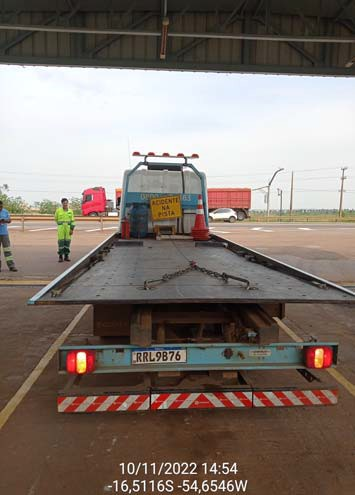 ACIDENTE
NA
PISTA
RRL9B76
10/11/2022 14:54
-16,5116S -54,6546W